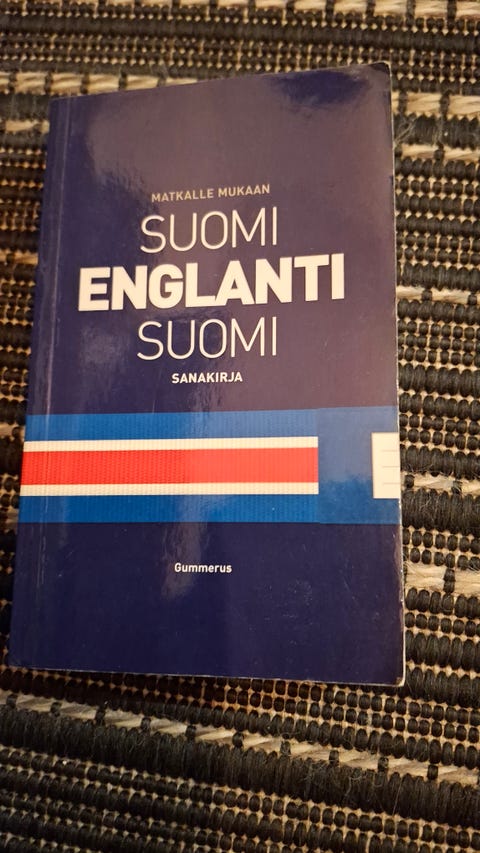 MATKALLE MUKAAN
SUOMI
ENGLANTI
SUOMI
SANAKIRJA
Gummerus